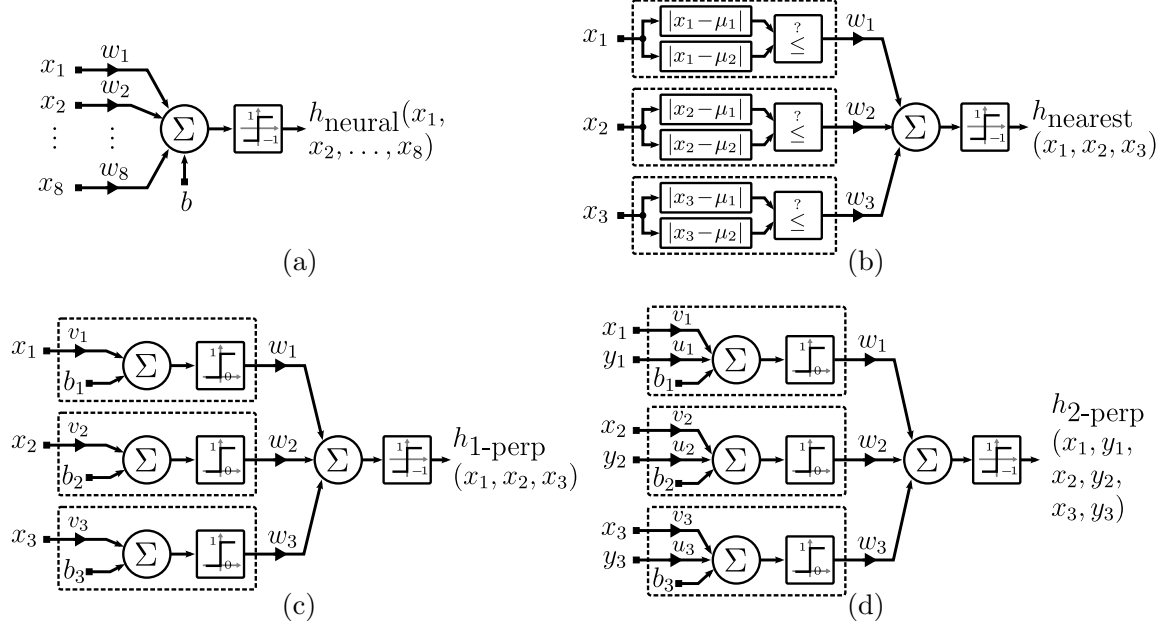 x₁ w₁
x₂ w₂
⋮ ⋮
x₈ w₈
Σ
b
1
−1
h_neural(x₁,
x₂, …, x₈)
(a)
x₁ |x₁−μ₁|
|x₁−μ₂|
?
≤
w₁
x₂ |x₂−μ₁|
|x₂−μ₂|
?
≤
w₂
x₃ |x₃−μ₁|
|x₃−μ₂|
?
≤
w₃
Σ
1
−1
h_nearest
(x₁, x₂, x₃)
(b)
x₁ v₁
b₁
Σ
1
0
w₁
x₂ v₂
b₂
Σ
1
0
w₂
x₃ v₃
b₃
Σ
1
0
w₃
Σ
1
−1
h_1-perp
(x₁, x₂, x₃)
(c)
x₁ v₁
y₁ u₁
b₁
Σ
1
0
w₁
x₂ v₂
y₂ u₂
b₂
Σ
1
0
w₂
x₃ v₃
y₃ u₃
b₃
Σ
1
0
w₃
Σ
1
−1
h_2-perp
(x₁, y₁,
x₂, y₂,
x₃, y₃)
(d)